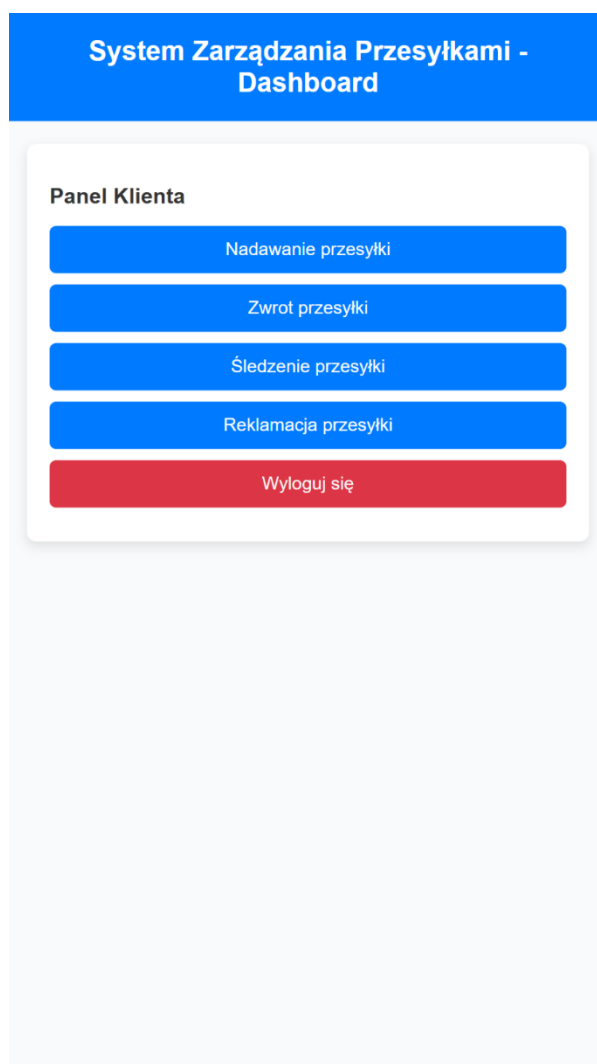 System Zarządzania Przesyłkami -
Dashboard
Panel Klienta
Nadawanie przesyłki
Zwrot przesyłki
Śledzenie przesyłki
Reklamacja przesyłki
Wyloguj się